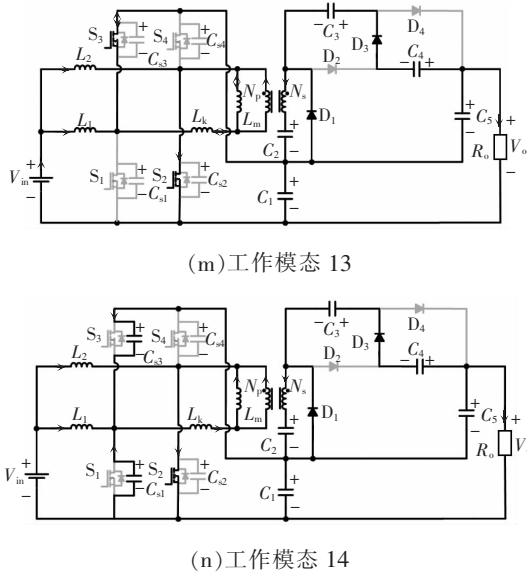 S3 + − Cs3 S4 + − Cs4 + − C3 D3 D4
L2 D2 − + C4
L1 Lk Np Lm Ns D1 C5 + −
Vin + − S1 + − Cs1 S2 + − Cs2 C2 + − C1 + − Ro + Vo −
(m)工作模态 13
S3 + − Cs3 S4 + − Cs4 − + C3 D3 D4
L2 D2 − + C4
L1 Lk Np Lm Ns D1 C5 + −
Vin + − S1 + − Cs1 S2 + − Cs2 C2 + − C1 + − Ro + V −
(n)工作模态 14